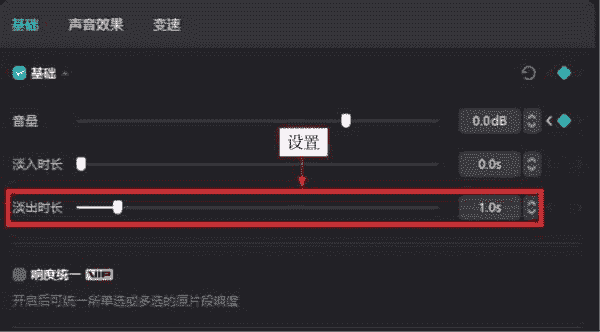 基础 声音效果 变速
基础
音量 0.0dB
设置
淡入时长 0.0s
淡出时长 1.0s
响度统一 VIP
开启后可统一所单选或多选的原片段响度